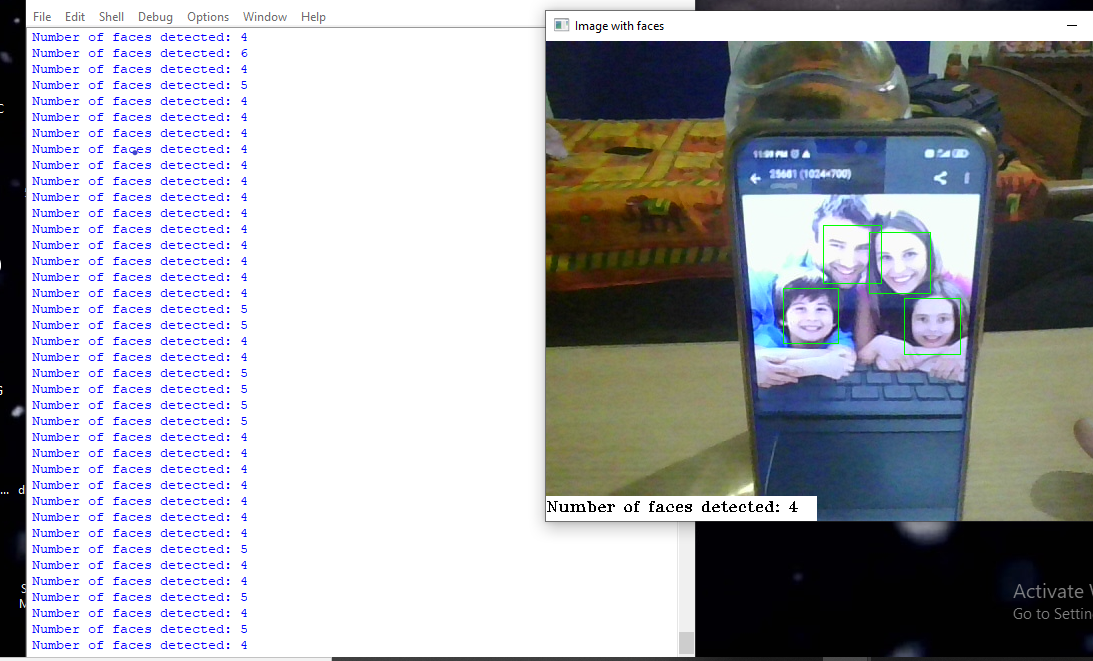 File Edit Shell Debug Options Window Help
Number of faces detected: 4
Number of faces detected: 6
Number of faces detected: 4
Number of faces detected: 5
Number of faces detected: 4
Number of faces detected: 4
Number of faces detected: 4
Number of faces detected: 4
Number of faces detected: 4
Number of faces detected: 4
Number of faces detected: 4
Number of faces detected: 4
Number of faces detected: 4
Number of faces detected: 4
Number of faces detected: 4
Number of faces detected: 4
Number of faces detected: 4
Number of faces detected: 5
Number of faces detected: 5
Number of faces detected: 4
Number of faces detected: 4
Number of faces detected: 5
Number of faces detected: 5
Number of faces detected: 5
Number of faces detected: 5
Number of faces detected: 4
Number of faces detected: 4
Number of faces detected: 4
Number of faces detected: 4
Number of faces detected: 4
Number of faces detected: 4
Number of faces detected: 4
Number of faces detected: 5
Number of faces detected: 4
Number of faces detected: 4
Number of faces detected: 5
Number of faces detected: 4
Number of faces detected: 5
Number of faces detected: 4
Image with faces
11:59 PM
25681 (1024×700)
Number of faces detected: 4
Activate W
Go to Settin